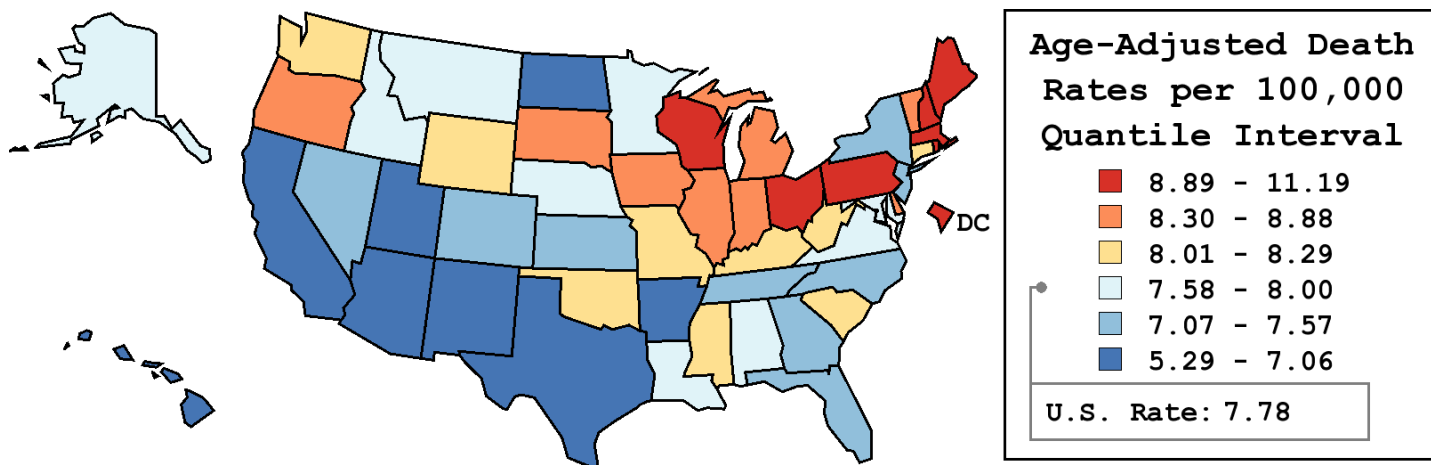 Age-Adjusted Death
Rates per 100,000
Quantile Interval
8.89 - 11.19
8.30 - 8.88
8.01 - 8.29
7.58 - 8.00
7.07 - 7.57
5.29 - 7.06
U.S. Rate: 7.78
DC